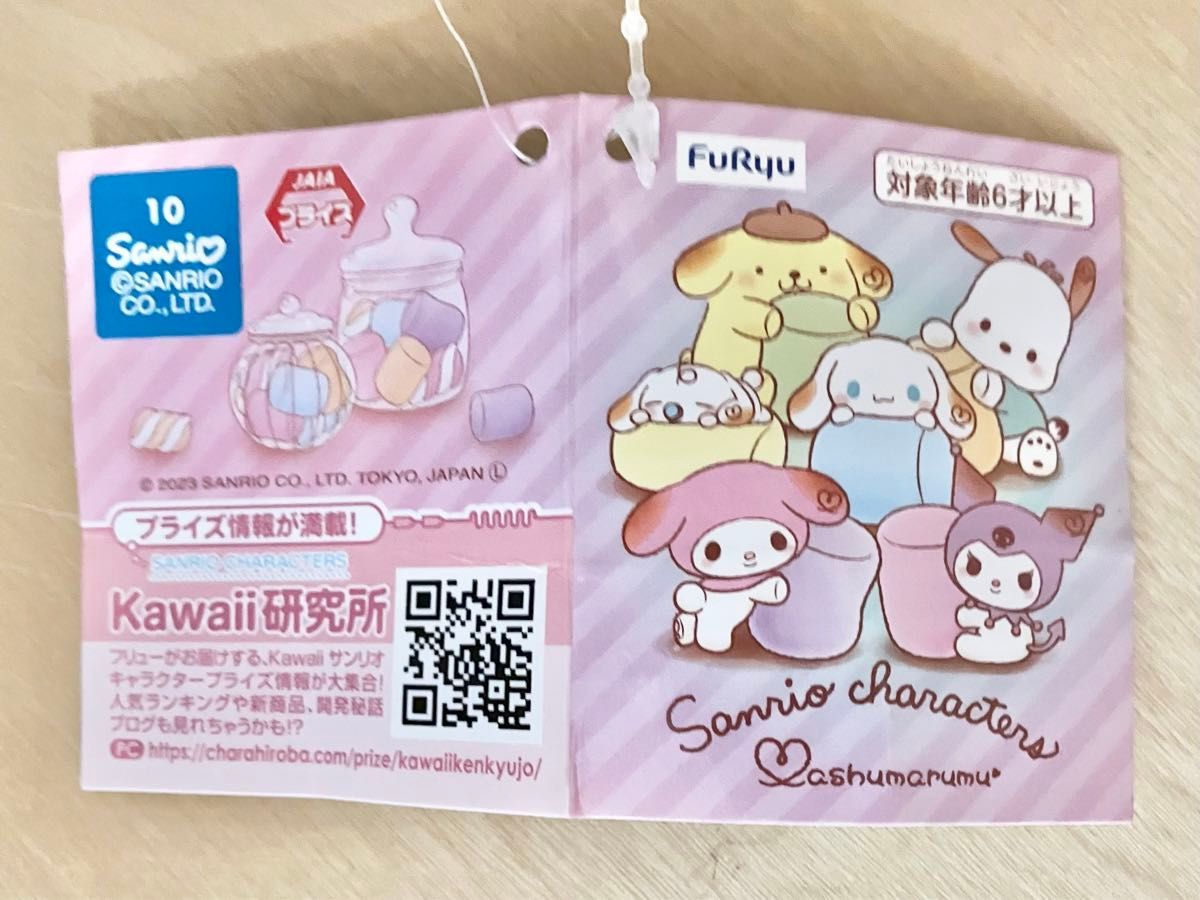 10
Sanrio
©SANRIO
CO., LTD.
JAIA
プライズ
© 2023 SANRIO CO., LTD. TOKYO, JAPAN Ⓛ
プライズ情報が満載！
SANRIO CHARACTERS
Kawaii研究所
フリューがお届けする、Kawaii サンリオ
キャラクタープライズ情報が大集合！
人気ランキングや新商品、開発秘話
ブログも見れちゃうかも!?
PC https://charahiroba.com/prize/kawaiikenkyujo/
FuRyu
たいしょうねんれい さい いじょう
対象年齢6才以上
Sanrio characters
Mashumarumu